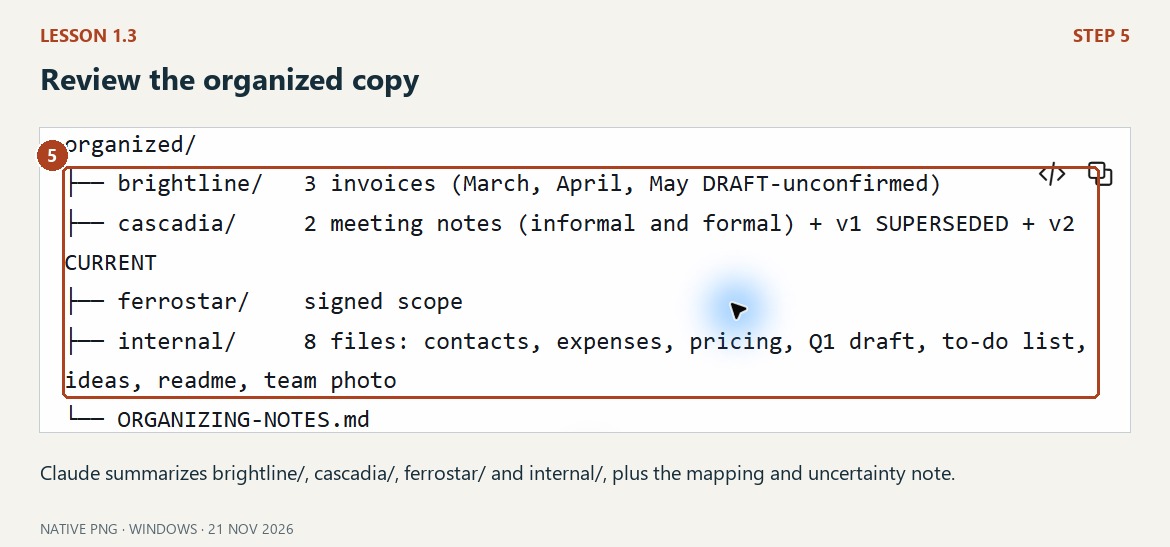 LESSON 1.3
STEP 5
Review the organized copy
5
organized/
├── brightline/   3 invoices (March, April, May DRAFT-unconfirmed)
├── cascadia/     2 meeting notes (informal and formal) + v1 SUPERSEDED + v2
CURRENT
├── ferrostar/    signed scope
├── internal/     8 files: contacts, expenses, pricing, Q1 draft, to-do list,
ideas, readme, team photo
└── ORGANIZING-NOTES.md
Claude summarizes brightline/, cascadia/, ferrostar/ and internal/, plus the mapping and uncertainty note.
NATIVE PNG · WINDOWS · 21 NOV 2026